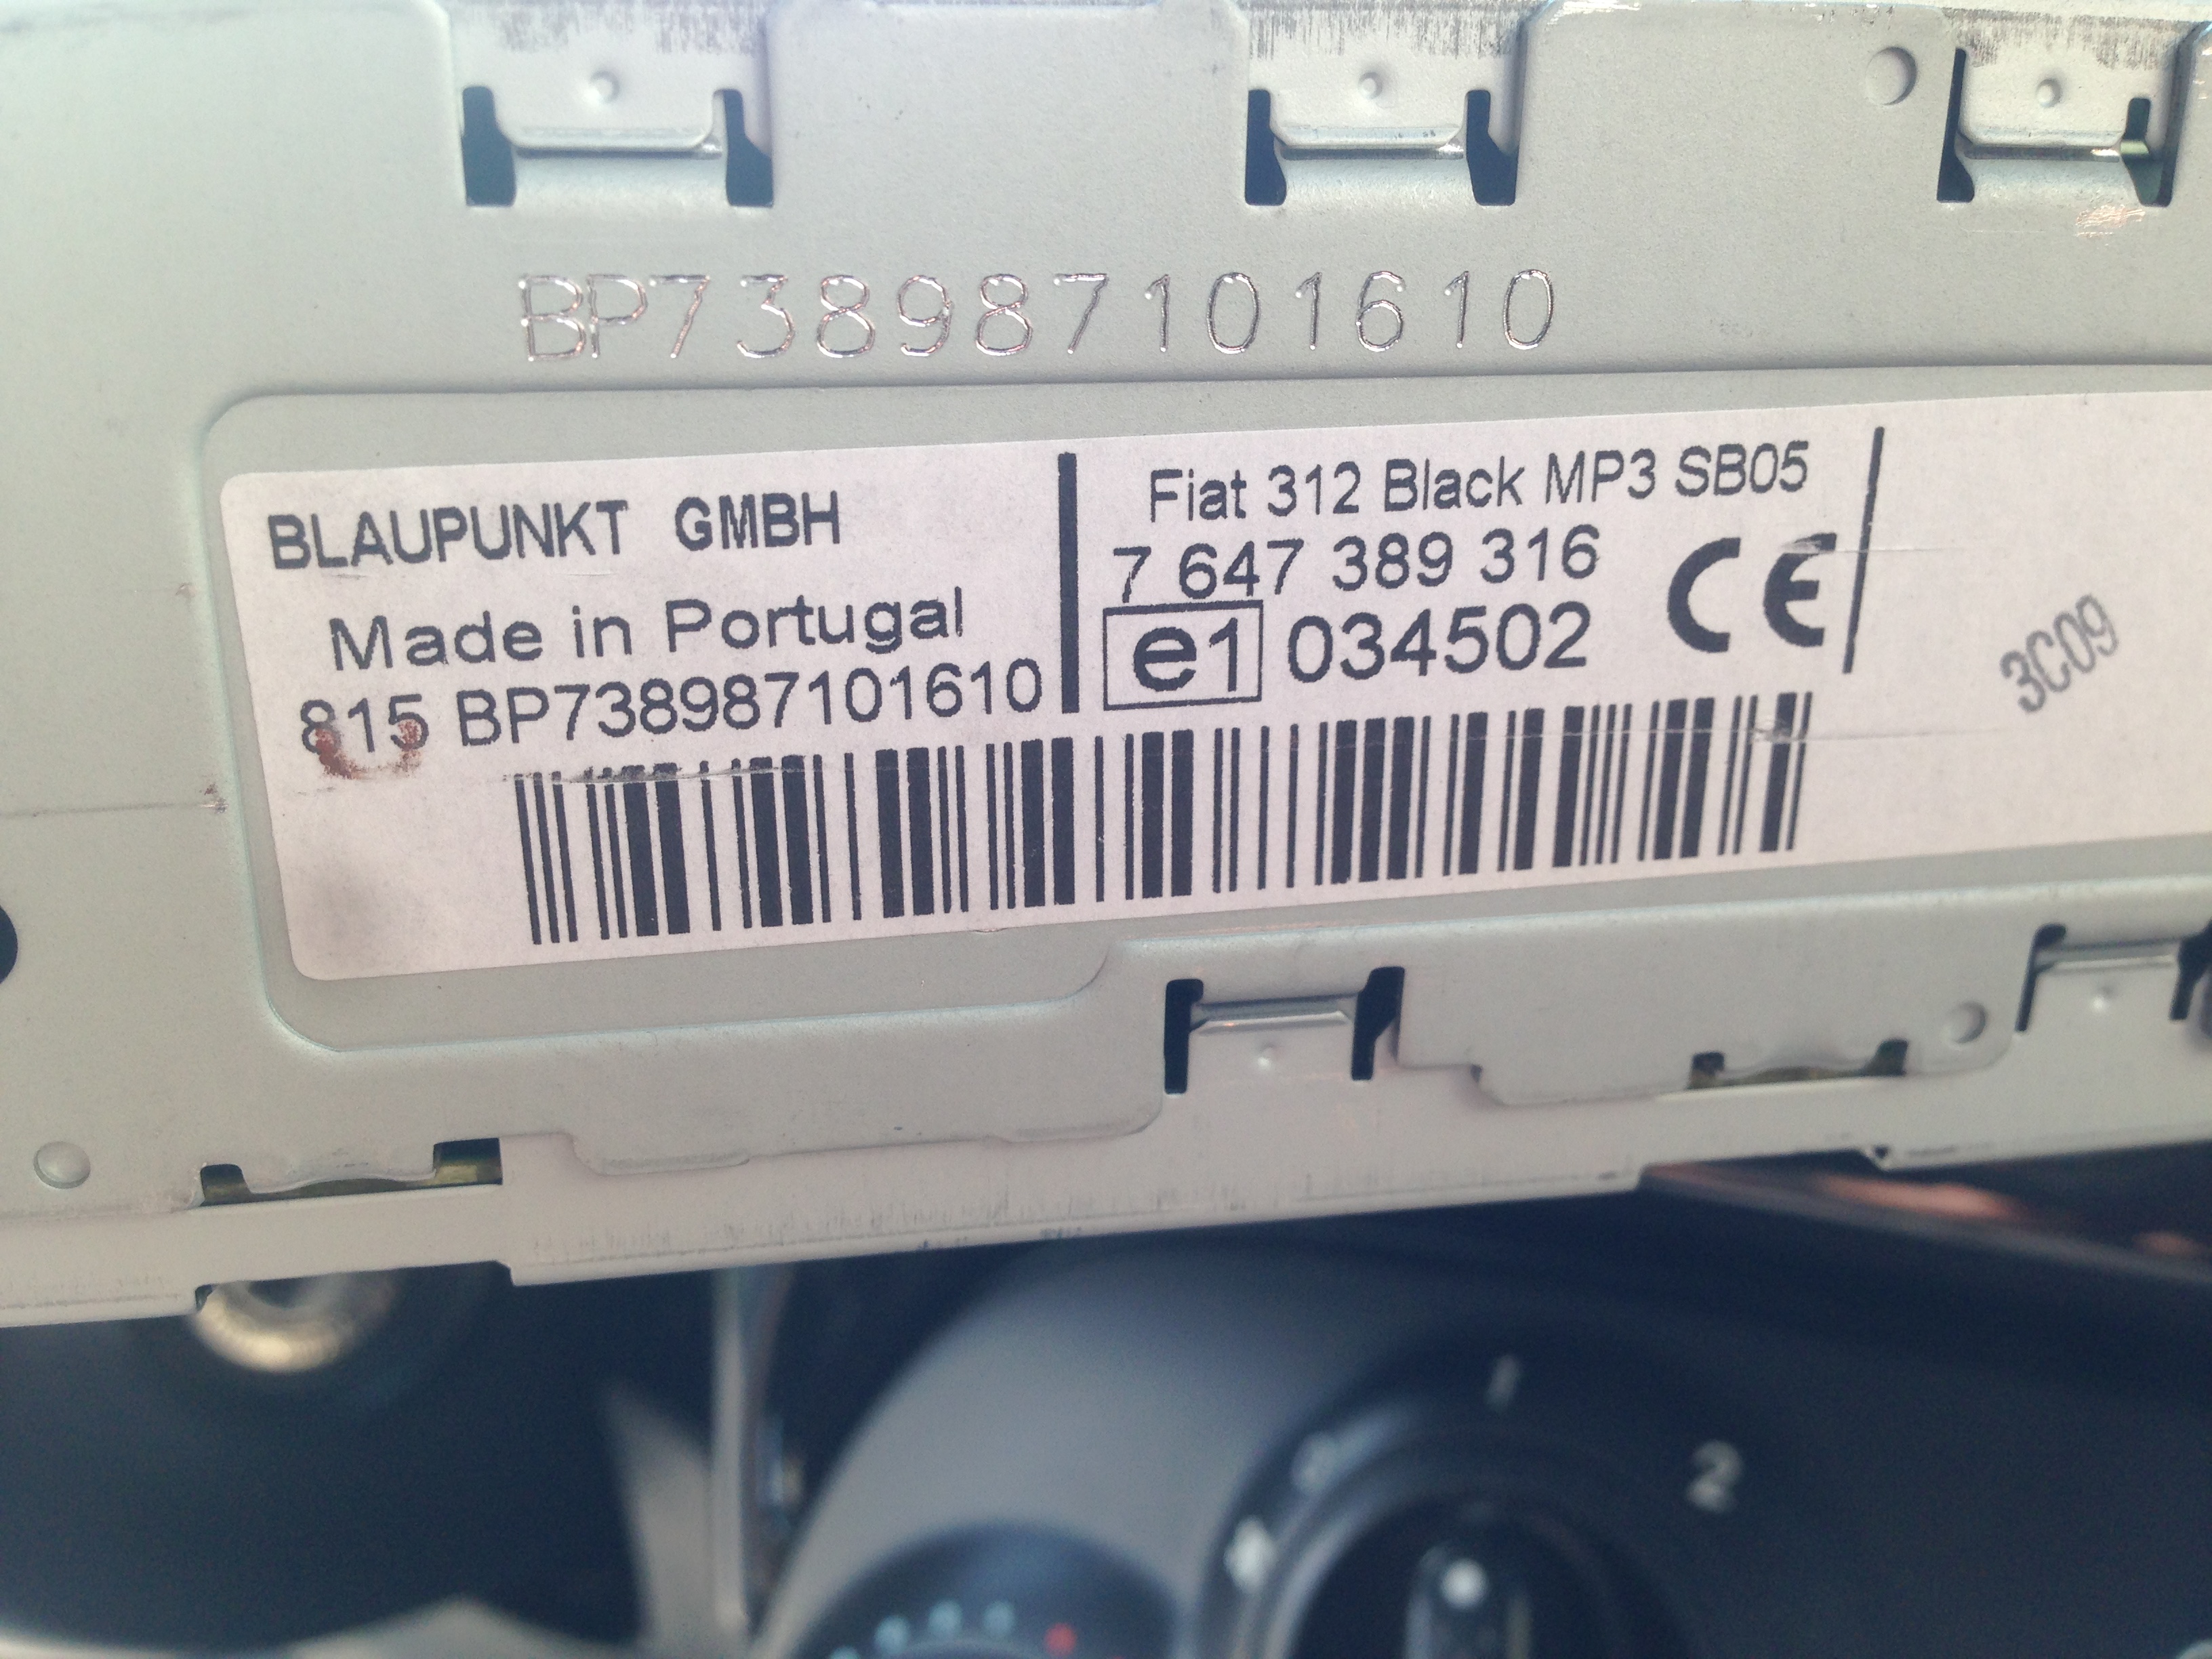 BP738987101610
BLAUPUNKT GMBH
Made in Portugal
815 BP738987101610
Fiat 312 Black MP3 SB05
7 647 389 316
e1 034502
CE
3C09
1
2